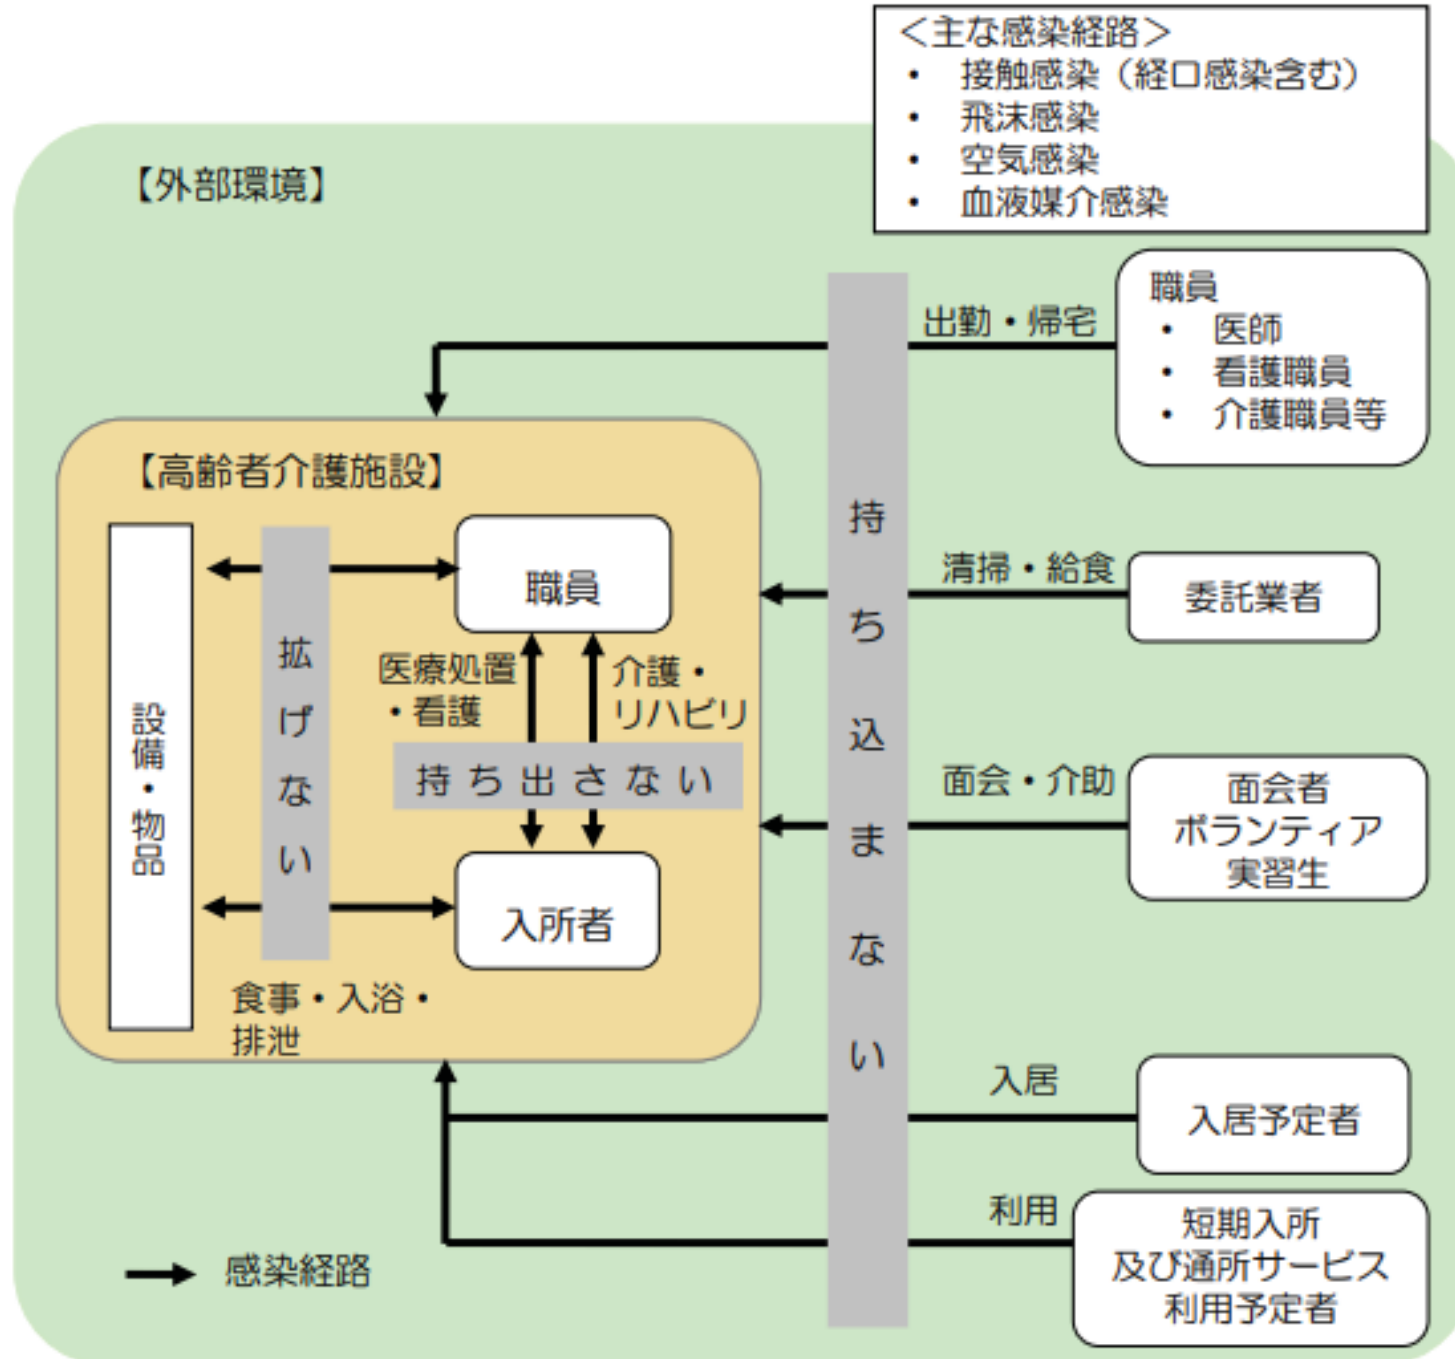 <主な感染経路>
・ 接触感染（経口感染含む）
・ 飛沫感染
・ 空気感染
・ 血液媒介感染
【外部環境】
職員
・ 医師
・ 看護職員
・ 介護職員等
出勤・帰宅
【高齢者介護施設】
職員
設備・物品
拡げない
医療処置
・看護
介護・
リハビリ
持ち出さない
入所者
食事・入浴・
排泄
持ち込まない
清掃・給食
委託業者
面会・介助
面会者
ボランティア
実習生
入居
入居予定者
利用
短期入所
及び通所サービス
利用予定者
感染経路